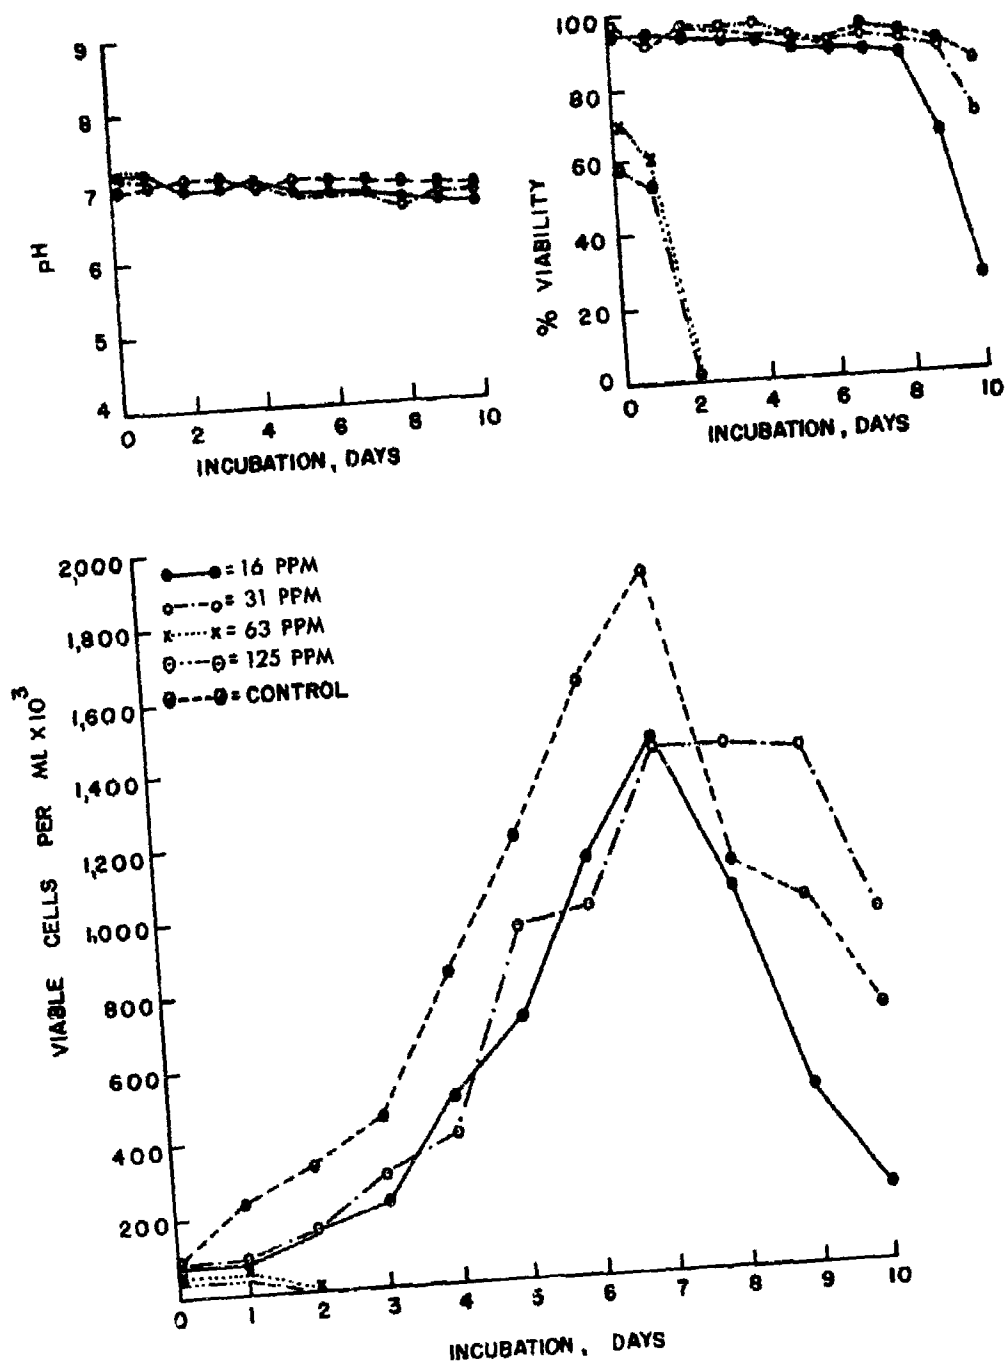 9
8
7
6
5
4
pH
0 2 4 6 8 10
INCUBATION, DAYS
100
80
60
40
20
0
% VIABILITY
0 2 4 6 8 10
INCUBATION, DAYS
2,000
1,800
1,600
1,400
1,200
1,000
800
600
400
200
VIABLE CELLS PER ML X 10³
= 16 PPM
= 31 PPM
= 63 PPM
= 125 PPM
= CONTROL
0 1 2 3 4 5 6 7 8 9 10
INCUBATION, DAYS